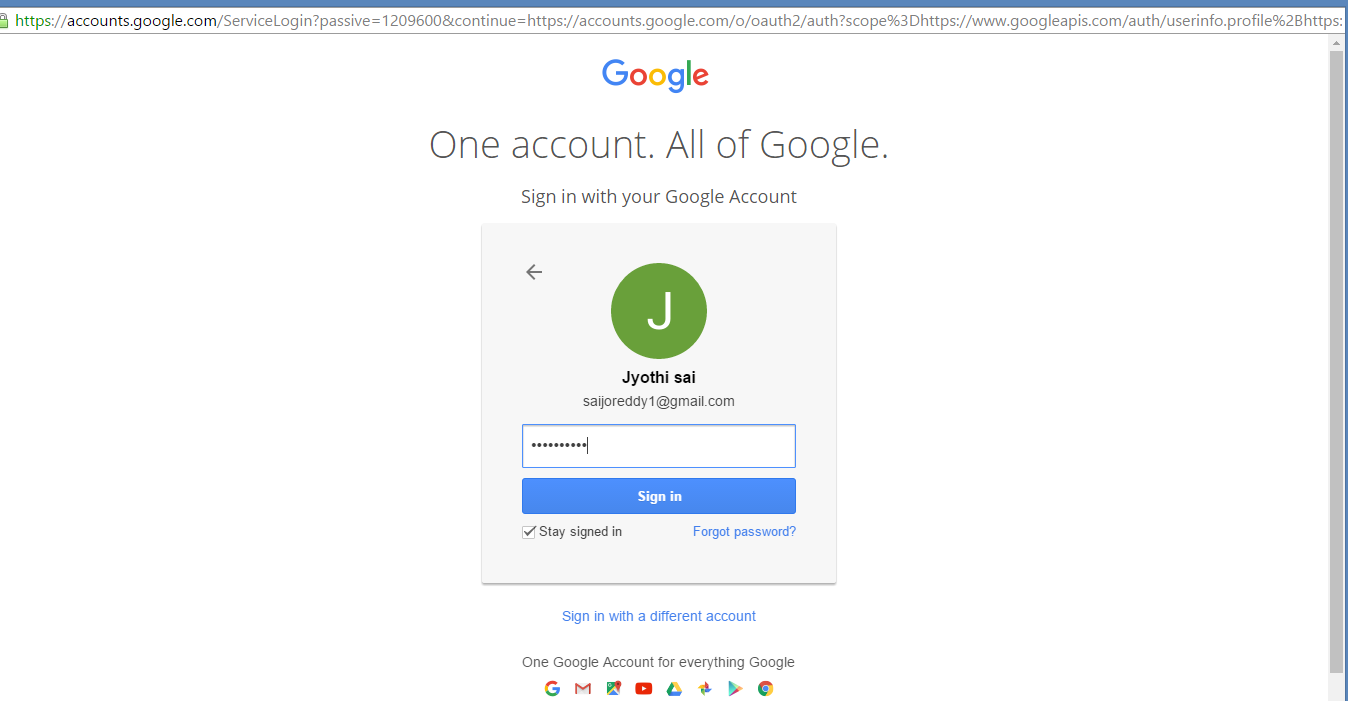 https://accounts.google.com/ServiceLogin?passive=1209600&continue=https://accounts.google.com/o/oauth2/auth?scope%3Dhttps://www.googleapis.com/auth/userinfo.profile%2Bhttps:
Google
One account. All of Google.
Sign in with your Google Account
J
Jyothi sai
saijoreddy1@gmail.com
••••••••••
Sign in
Stay signed in Forgot password?
Sign in with a different account
One Google Account for everything Google